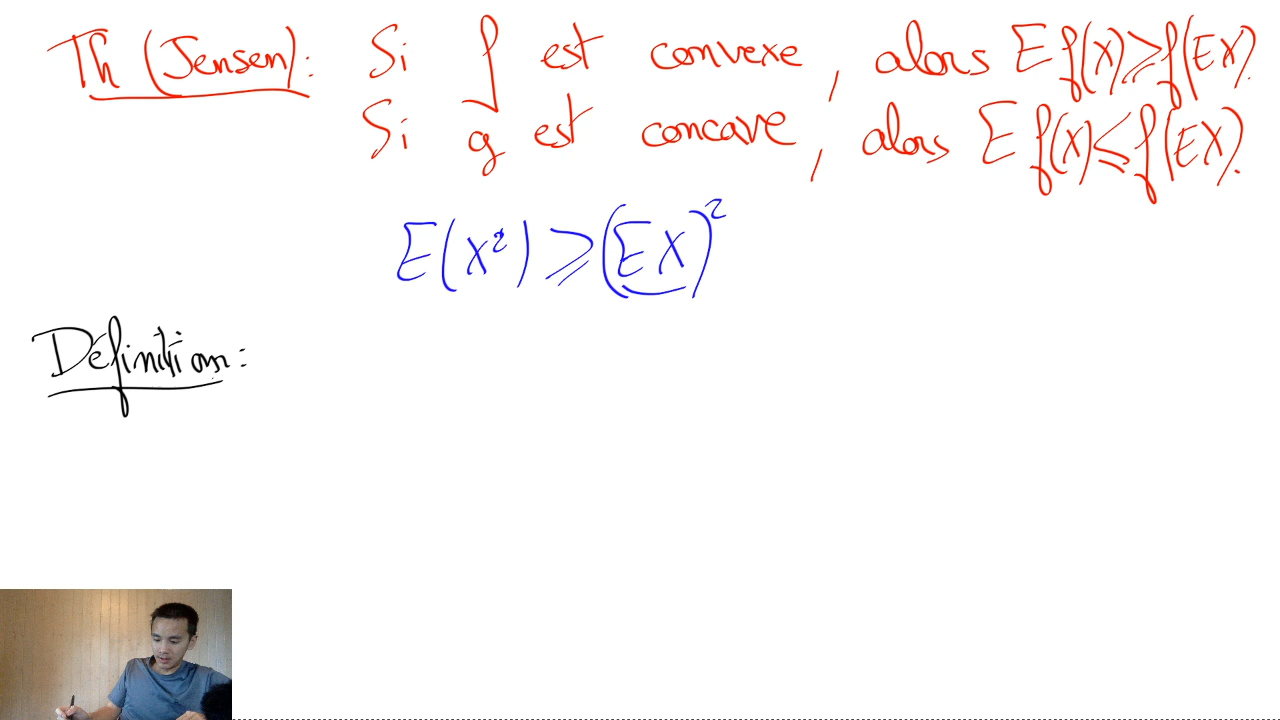 Th (Jensen): Si f est convexe, alors E f(X) ≥ f(EX).
Si g est concave, alors E f(X) ≤ f(EX).
E(X²) ≥ (EX)²
Définition: